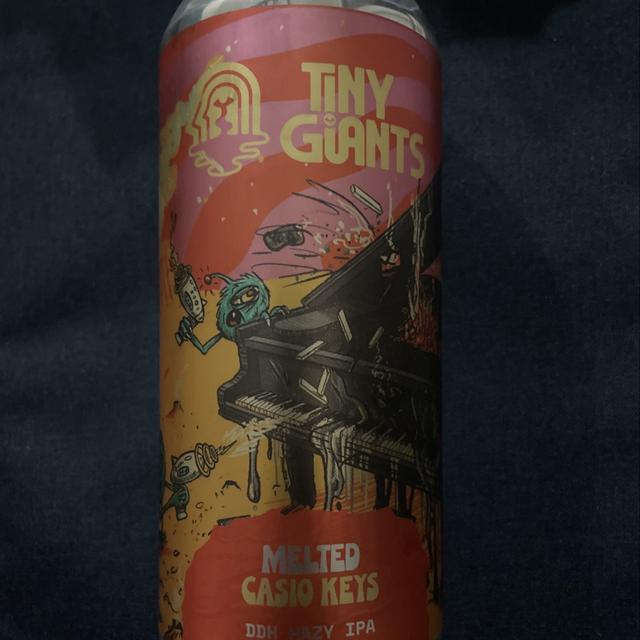 TiNY
GiANTS
MELTED
CASIO KEYS
DDH HAZY IPA